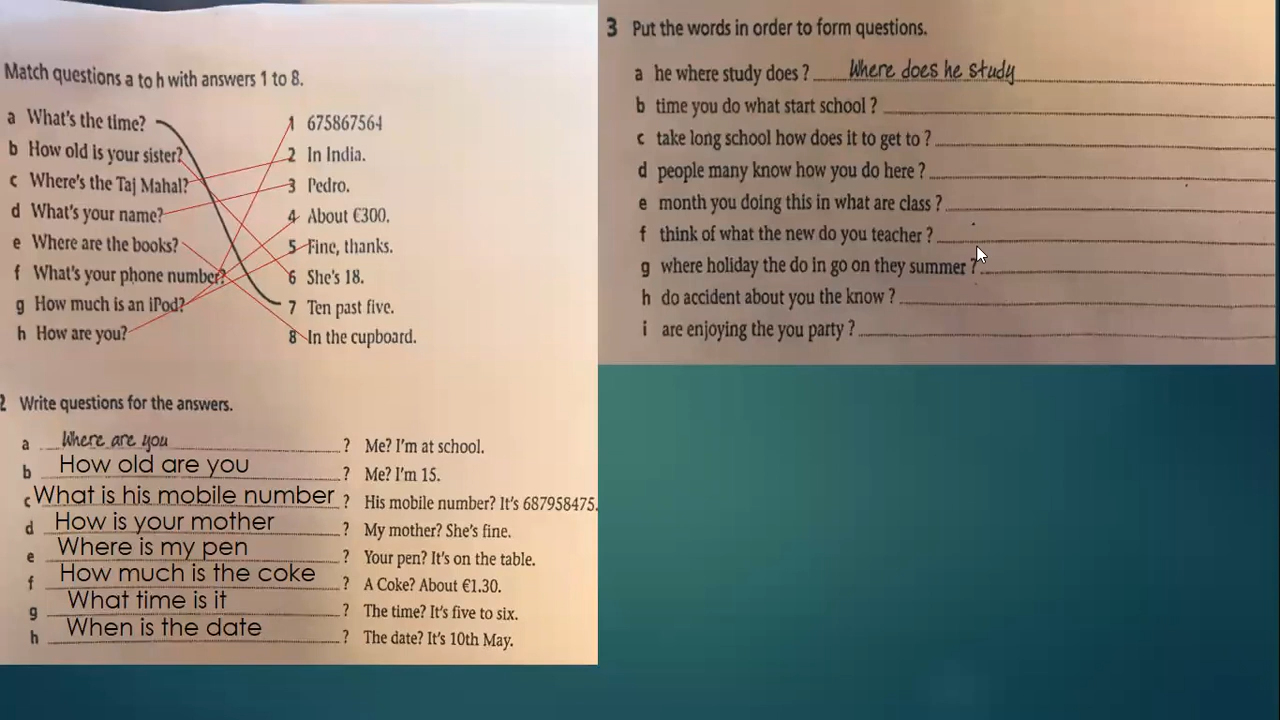 Match questions a to h with answers 1 to 8.
a What's the time?
b How old is your sister?
c Where's the Taj Mahal?
d What's your name?
e Where are the books?
f What's your phone number?
g How much is an iPod?
h How are you?
1 675867564
2 In India.
3 Pedro.
4 About €300.
5 Fine, thanks.
6 She's 18.
7 Ten past five.
8 In the cupboard.
2 Write questions for the answers.
a Where are you ? Me? I'm at school.
b How old are you ? Me? I'm 15.
c What is his mobile number ? His mobile number? It's 687958475.
d How is your mother ? My mother? She's fine.
e Where is my pen ? Your pen? It's on the table.
f How much is the coke ? A Coke? About €1.30.
g What time is it ? The time? It's five to six.
h When is the date ? The date? It's 10th May.
3 Put the words in order to form questions.
a he where study does ? Where does he study
b time you do what start school ?
c take long school how does it to get to ?
d people many know how you do here ?
e month you doing this in what are class ?
f think of what the new do you teacher ?
g where holiday the do in go on they summer ?
h do accident about you the know ?
i are enjoying the you party ?